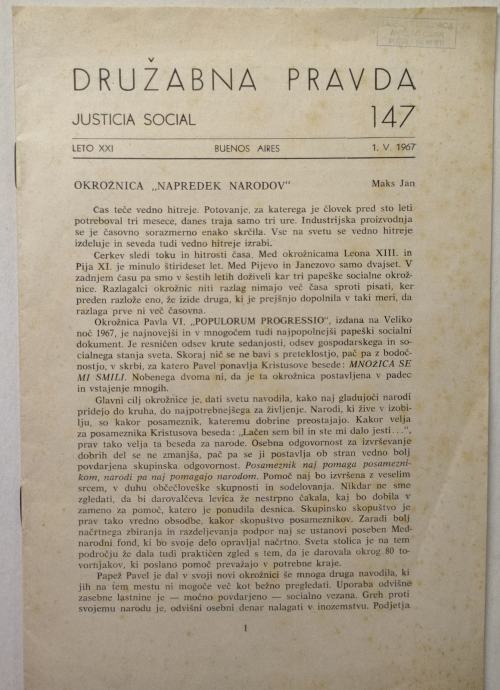 DRUŽABNA PRAVDA
JUSTICIA SOCIAL 147
LETO XXI BUENOS AIRES 1. V. 1967
OKROŽNICA „NAPREDEK NARODOV“ Maks Jan
Čas teče vedno hitreje. Potovanje, za katerega je človek pred sto leti
potreboval tri mesece, danes traja samo tri ure. Industrijska proizvodnja
se je časovno sorazmerno enako skrčila. Vse na svetu se vedno hitreje
izdeluje in seveda tudi vedno hitreje izrabi.
Cerkev sledi toku in hitrosti časa. Med okrožnicama Leona XIII. in
Pija XI. je minulo štirideset let. Med Pijevo in Janezovo samo dvajset. V
zadnjem času pa smo v šestih letih doživeli kar tri papeške socialne okrož-
nice. Razlagalci okrožnic niti razlag nimajo več časa sproti pisati, ker
preden razlože eno, že izide druga, ki je prejšnjo dopolnila v taki meri, da
razlaga prve ni več časovna.
Okrožnica Pavla VI. „POPULORUM PROGRESSIO“, izdana na Veliko
noč 1967, je najnovejši in v mnogočem tudi najpopolnejši papeški socialni
dokument. Je resničen odsev krute sedanjosti, odsev gospodarskega in so-
cialnega stanja sveta. Skoraj nič se ne bavi s preteklostjo, pač pa z bodoč-
nostjo, v skrbi, za katero Pavel ponavlja Kristusove besede: MNOŽICA SE
MI SMILI. Nobenega dvoma ni, da je ta okrožnica postavljena v padec
in vstajenje mnogih.
Glavni cilj okrožnice je, dati svetu navodila, kako naj gladujoči narodi
pridejo do kruha, do najpotrebnejšega za življenje. Narodi, ki žive v izobi-
lju, so kakor posameznik, kateremu dobrine preostajajo. Kakor velja
za posameznika Kristusova beseda: „Lačen sem bil in ste mi dalo jesti...“,
prav tako velja ta beseda za narode. Osebna odgovornost za izvrševanje
dobrih del se ne zmanjša, pač pa se ji postavlja ob stran vedno bolj
povdarjena skupinska odgovornost. Posameznik naj pomaga posamezni-
kom, narodi pa naj pomagajo narodom. Pomoč naj bo izvršena z veselim
srcem, v duhu občečloveške skupnosti in sodelovanja. Nikdar ne sme
zgledati, da bi darovalčeva levica že nestrpno čakala, kaj bo dobila v
zameno za pomoč, katero je ponudila desnica. Skupinsko skopuštvo je
prav tako vredno obsodbe, kakor skopuštvo posameznikov. Zaradi bolj
načrtnega zbiranja in razdeljevanja podpor naj se ustanovi poseben Med-
narodni fond, ki bo svoje delo opravljal načrtno. Sveta stolica je na tem
področju že dala tudi praktičen zgled s tem, da je darovala okrog 80 to-
vornjakov, ki poslano pomoč prevažajo v potrebne kraje.
Papež Pavel je dal v svoji novi okrožnici še mnoga druga navodila, ki
jih na tem mestu ni mogoče več kot bežno pregledati. Uporaba odvišne
zasebne lastnine je — močno povdarjeno — socialno vezana. Greh proti
svojemu narodu je, odvišni osebni denar nalagati v inozemstvu. Podjetja
1